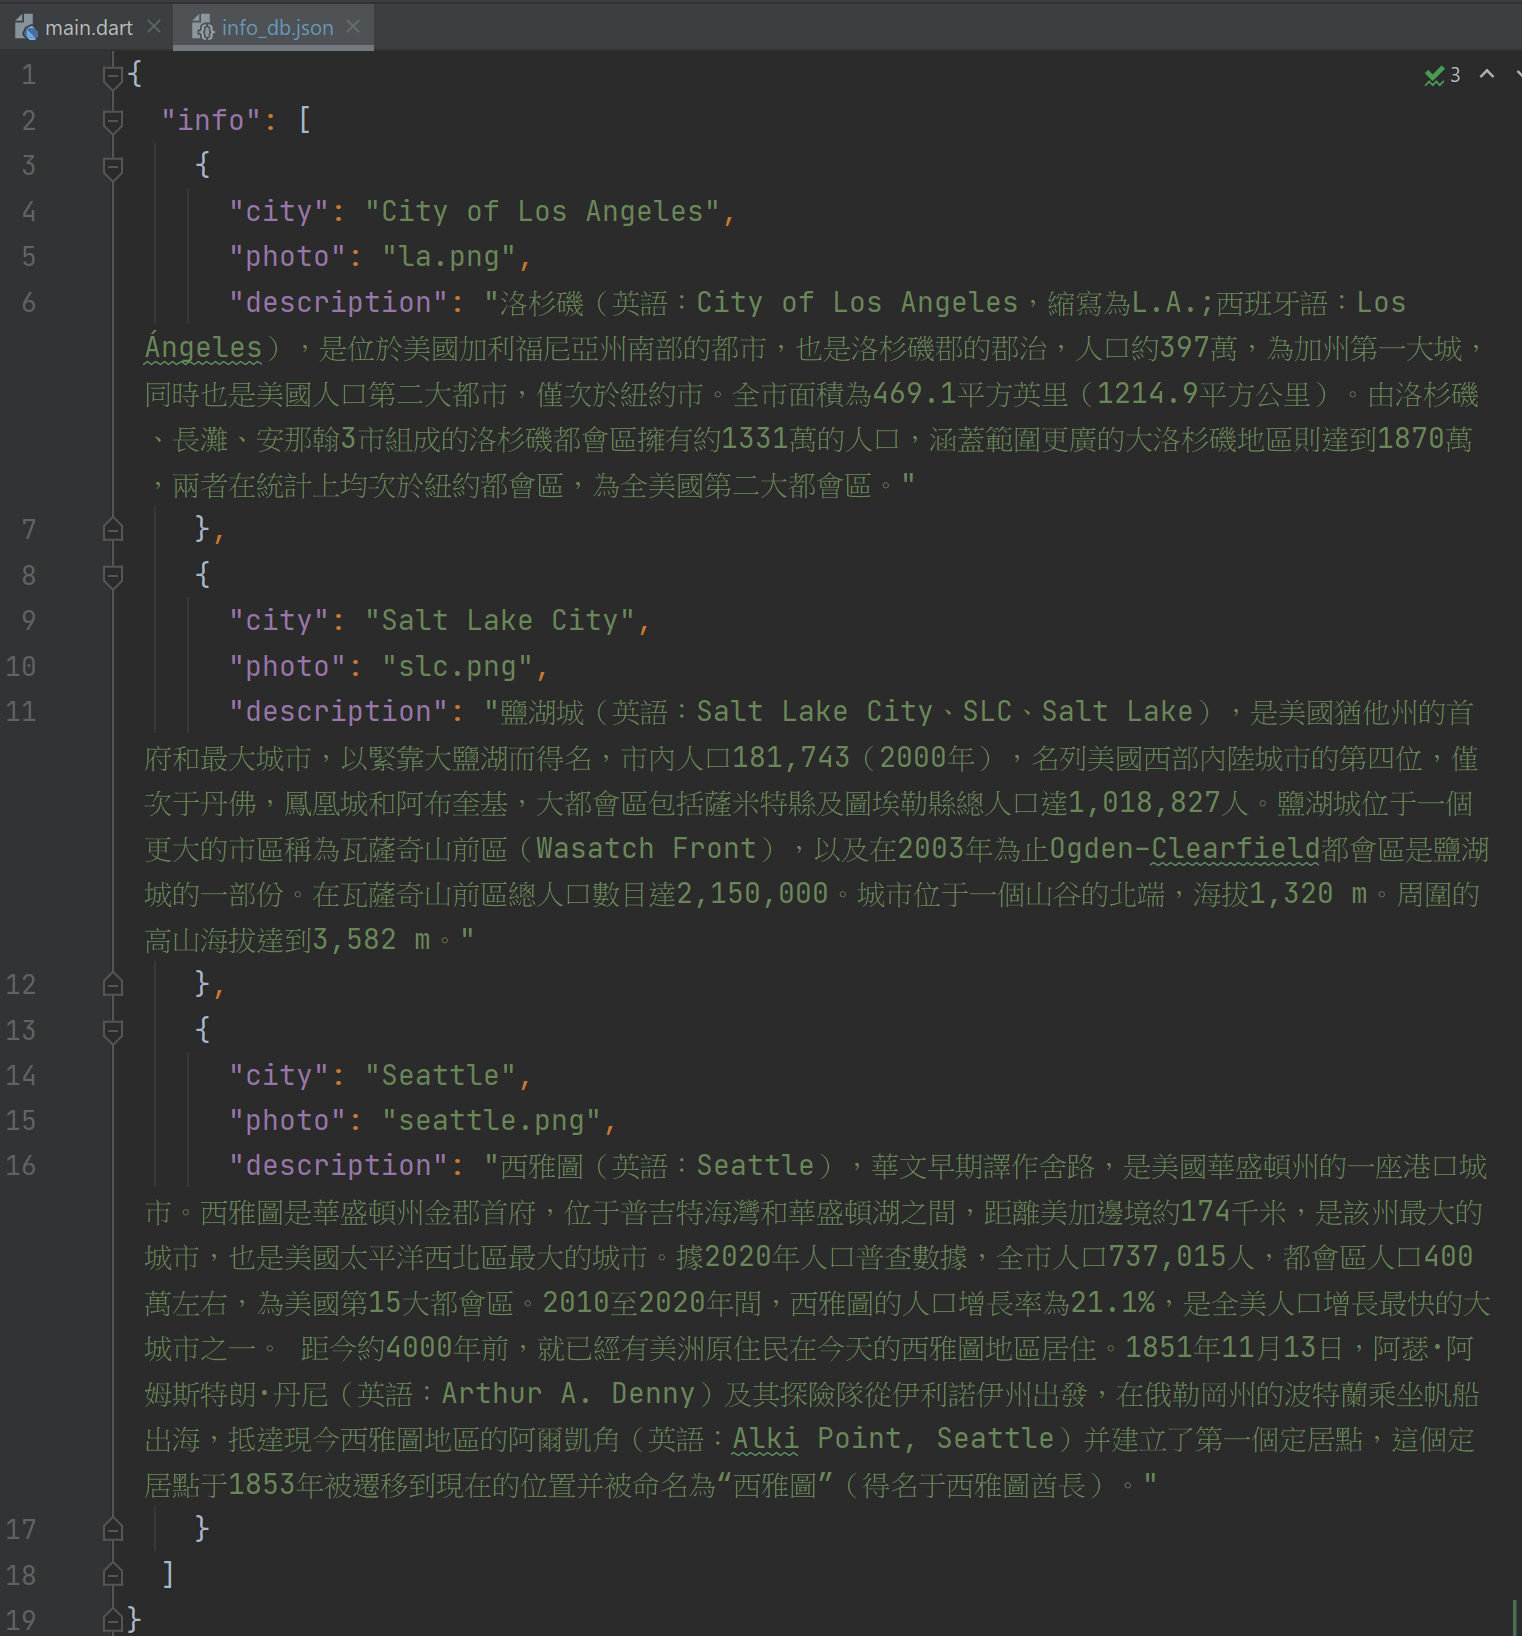 main.dart
info_db.json
3
1 {
2 "info": [
3 {
4 "city": "City of Los Angeles",
5 "photo": "la.png",
6 "description": "洛杉磯（英語：City of Los Angeles，縮寫為L.A.;西班牙語：Los
Ángeles），是位於美國加利福尼亞州南部的都市，也是洛杉磯郡的郡治，人口約397萬，為加州第一大城，
同時也是美國人口第二大都市，僅次於紐約市。全市面積為469.1平方英里（1214.9平方公里）。由洛杉磯
、長灘、安那翰3市組成的洛杉磯都會區擁有約1331萬的人口，涵蓋範圍更廣的大洛杉磯地區則達到1870萬
，兩者在統計上均次於紐約都會區，為全美國第二大都會區。"
7 },
8 {
9 "city": "Salt Lake City",
10 "photo": "slc.png",
11 "description": "鹽湖城（英語：Salt Lake City、SLC、Salt Lake），是美國猶他州的首
府和最大城市，以緊靠大鹽湖而得名，市內人口181,743（2000年），名列美國西部內陸城市的第四位，僅
次于丹佛，鳳凰城和阿布奎基，大都會區包括薩米特縣及圖埃勒縣總人口達1,018,827人。鹽湖城位于一個
更大的市區稱為瓦薩奇山前區（Wasatch Front），以及在2003年為止Ogden-Clearfield都會區是鹽湖
城的一部份。在瓦薩奇山前區總人口數目達2,150,000。城市位于一個山谷的北端，海拔1,320 m。周圍的
高山海拔達到3,582 m。"
12 },
13 {
14 "city": "Seattle",
15 "photo": "seattle.png",
16 "description": "西雅圖（英語：Seattle），華文早期譯作舍路，是美國華盛頓州的一座港口城
市。西雅圖是華盛頓州金郡首府，位于普吉特海灣和華盛頓湖之間，距離美加邊境約174千米，是該州最大的
城市，也是美國太平洋西北區最大的城市。據2020年人口普查數據，全市人口737,015人，都會區人口400
萬左右，為美國第15大都會區。2010至2020年間，西雅圖的人口增長率為21.1%，是全美人口增長最快的大
城市之一。 距今約4000年前，就已經有美洲原住民在今天的西雅圖地區居住。1851年11月13日，阿瑟·阿
姆斯特朗·丹尼（英語：Arthur A. Denny）及其探險隊從伊利諾伊州出發，在俄勒岡州的波特蘭乘坐帆船
出海，抵達現今西雅圖地區的阿爾凱角（英語：Alki Point, Seattle）并建立了第一個定居點，這個定
居點于1853年被遷移到現在的位置并被命名為“西雅圖”（得名于西雅圖酋長）。"
17 }
18 ]
19 }